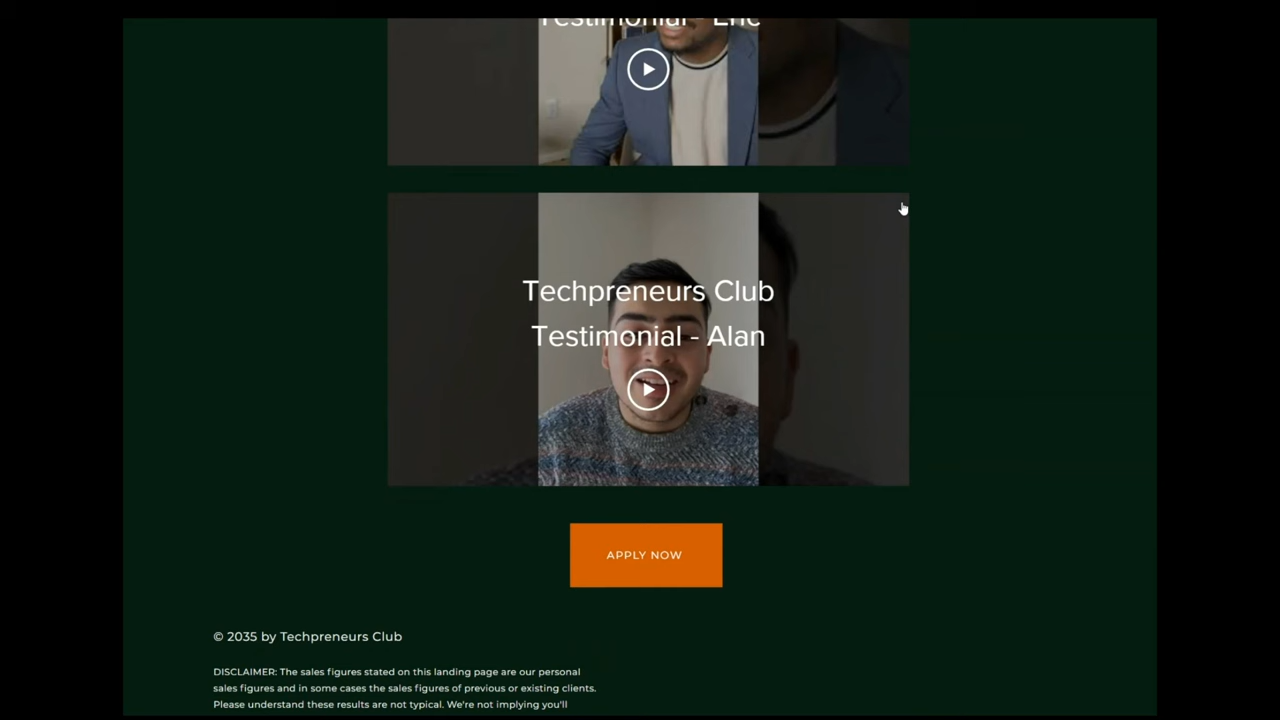 Testimonial - Eric
Techpreneurs Club
Testimonial - Alan
APPLY NOW
© 2035 by Techpreneurs Club
DISCLAIMER: The sales figures stated on this landing page are our personal
sales figures and in some cases the sales figures of previous or existing clients.
Please understand these results are not typical. We're not implying you'll